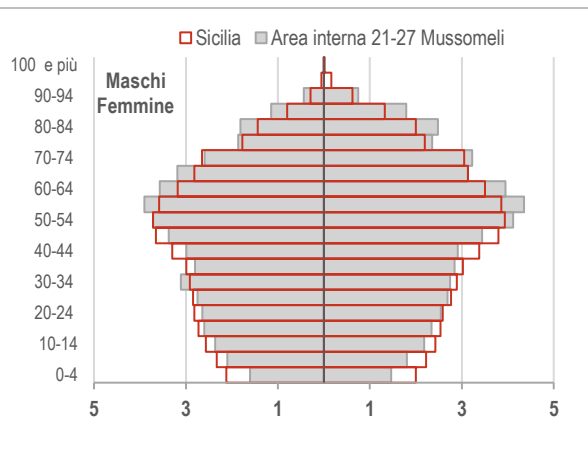 Sicilia Area interna 21-27 Mussomeli
100 e più
Maschi
Femmine
90-94
80-84
70-74
60-64
50-54
40-44
30-34
20-24
10-14
0-4
5 3 1 1 3 5